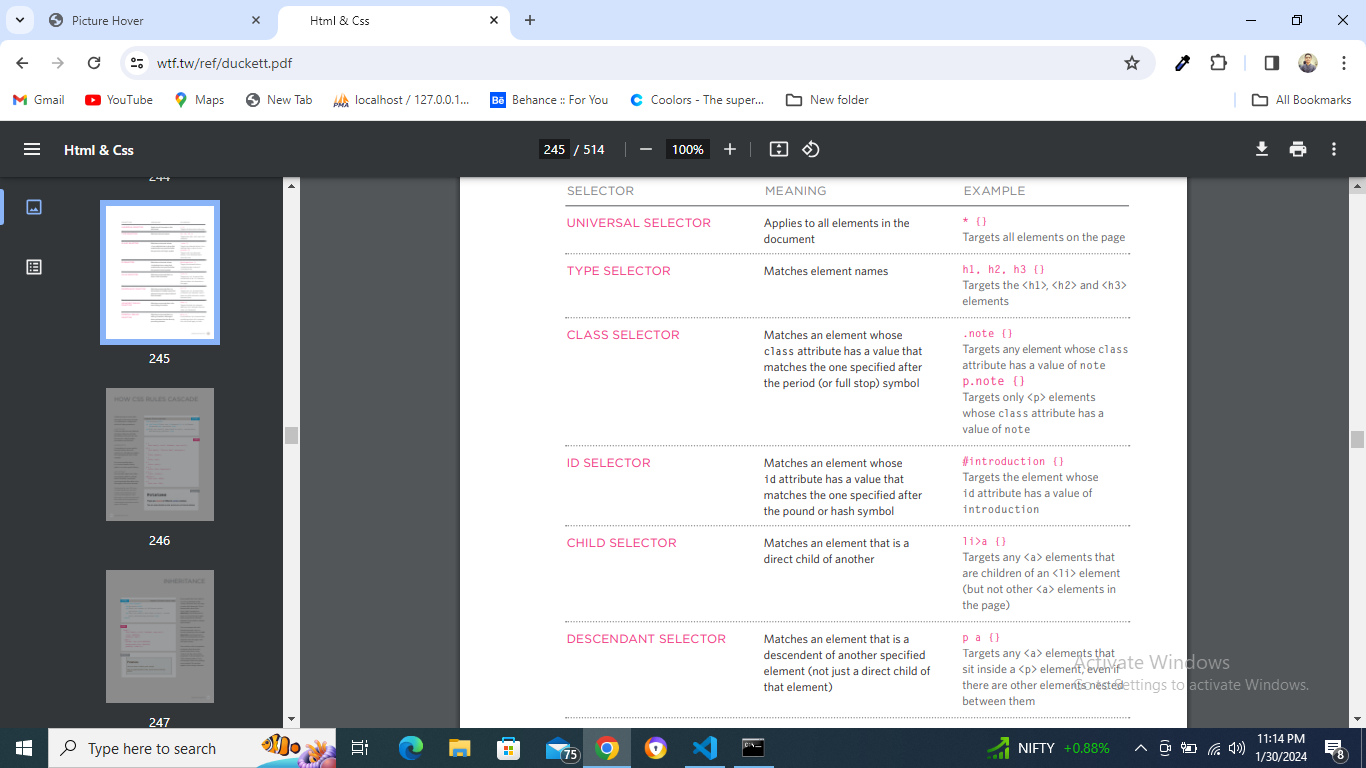 Picture Hover
Html & Css
wtf.tw/ref/duckett.pdf
Gmail
YouTube
Maps
New Tab
PMA
localhost / 127.0.0.1...
Bē
Behance :: For You
Coolors - The super...
New folder
All Bookmarks
Html & Css
245 / 514
100%
244
245
HOW CSS RULES CASCADE
246
INHERITANCE
247
SELECTOR MEANING EXAMPLE
UNIVERSAL SELECTOR
Applies to all elements in the
document
* {}
Targets all elements on the page
TYPE SELECTOR
Matches element names
h1, h2, h3 {}
Targets the <h1>, <h2> and <h3>
elements
CLASS SELECTOR
Matches an element whose
class attribute has a value that
matches the one specified after
the period (or full stop) symbol
.note {}
Targets any element whose class
attribute has a value of note
p.note {}
Targets only <p> elements
whose class attribute has a
value of note
ID SELECTOR
Matches an element whose
id attribute has a value that
matches the one specified after
the pound or hash symbol
#introduction {}
Targets the element whose
id attribute has a value of
introduction
CHILD SELECTOR
Matches an element that is a
direct child of another
li>a {}
Targets any <a> elements that
are children of an <li> element
(but not other <a> elements in
the page)
DESCENDANT SELECTOR
Matches an element that is a
descendent of another specified
element (not just a direct child of
that element)
p a {}
Targets any <a> elements that
sit inside a <p> element, even if
there are other elements nested
between them
Activate Windows
Go to Settings to activate Windows.
Type here to search
75
NIFTY +0.88%
11:14 PM
1/30/2024
8